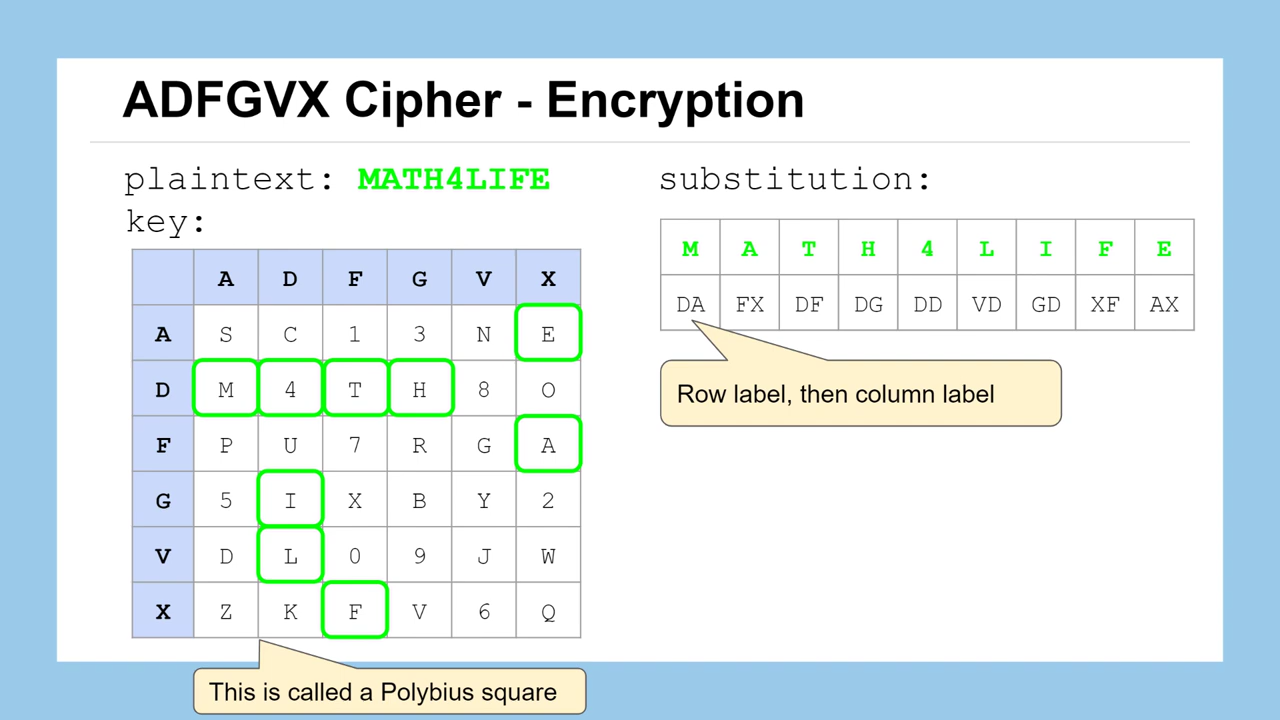 ADFGVX Cipher - Encryption
plaintext: MATH4LIFE
key:
A D F G V X
A S C 1 3 N E
D M 4 T H 8 O
F P U 7 R G A
G 5 I X B Y 2
V D L 0 9 J W
X Z K F V 6 Q
This is called a Polybius square
substitution:
M A T H 4 L I F E
DA FX DF DG DD VD GD XF AX
Row label, then column label